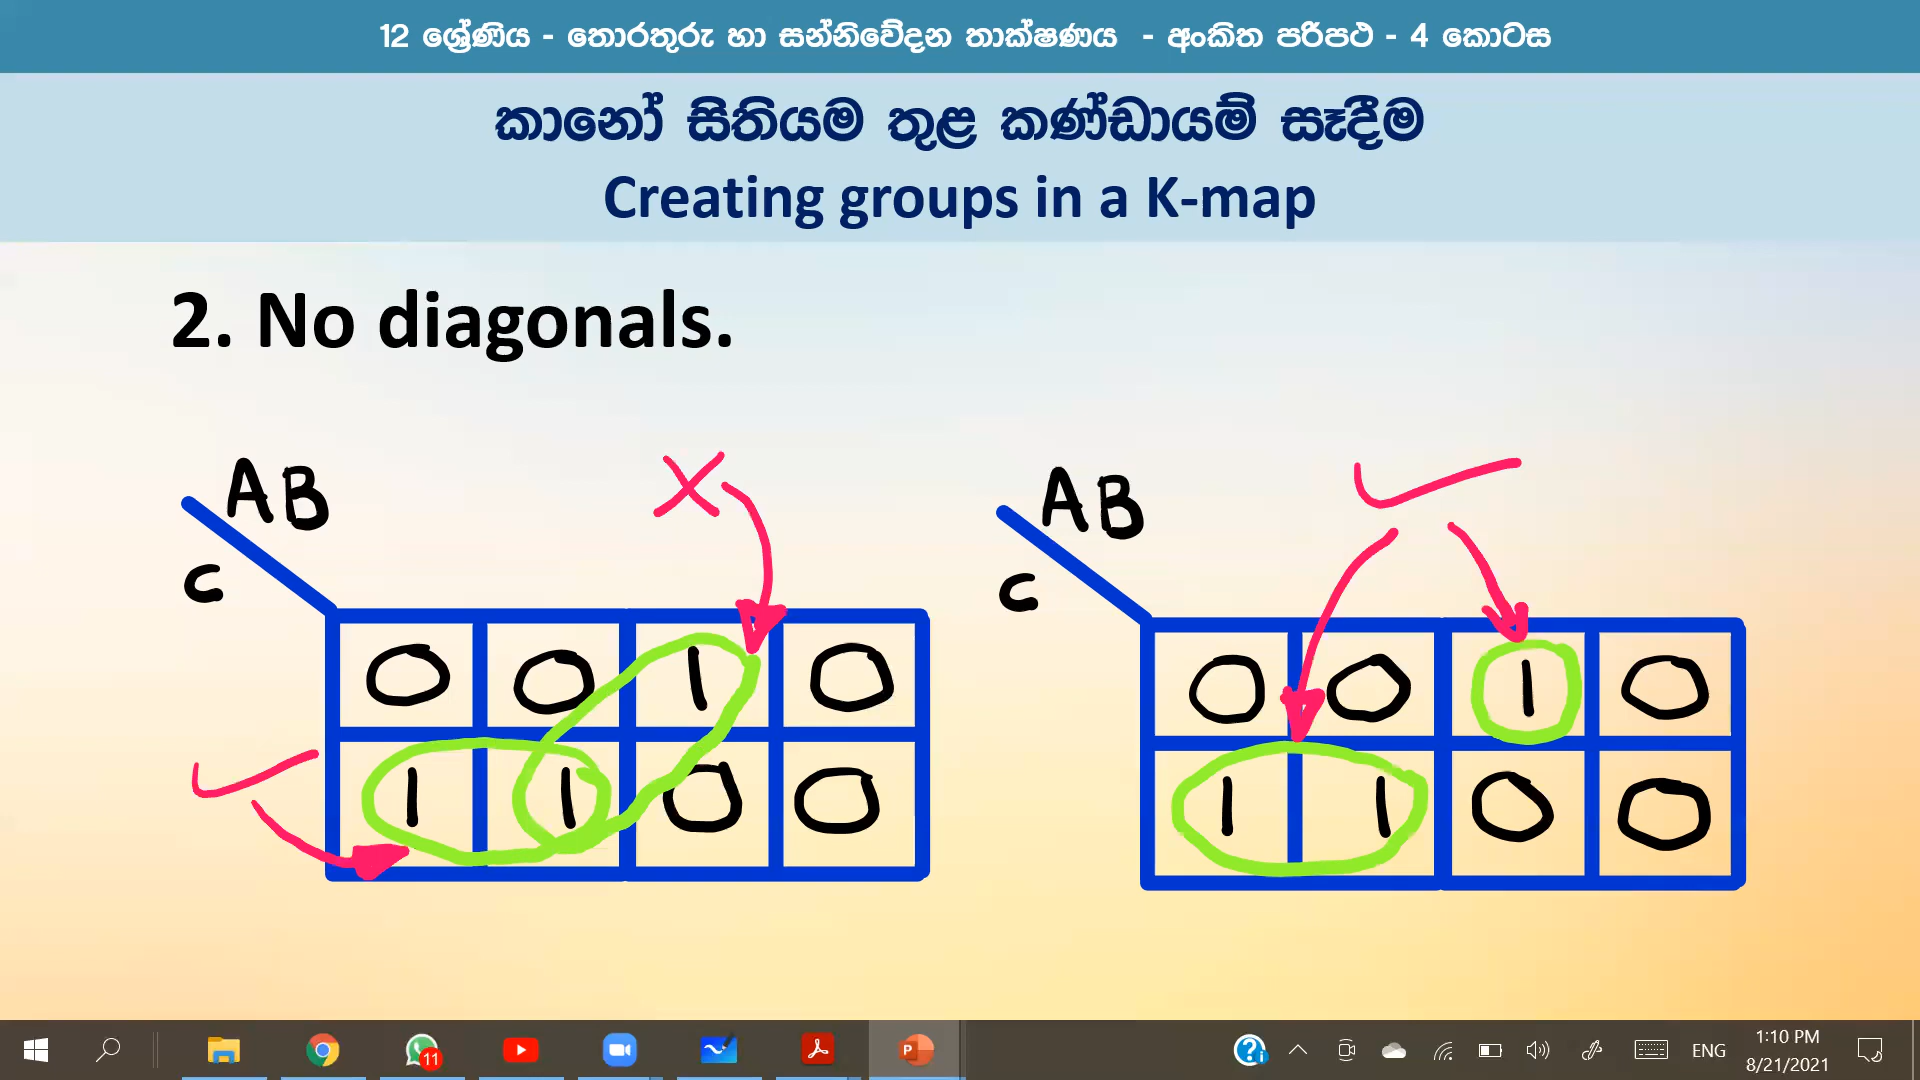 12 ශ්‍රේණිය - තොරතුරු හා සන්නිවේදන තාක්ෂණය - අංකිත පරිපථ - 4 කොටස
කානෝ සිතියම තුළ කණ්ඩායම් සෑදීම
Creating groups in a K-map
2. No diagonals.
AB
C
0 0 1 0
1 1 0 0
AB
C
0 0 1 0
1 1 0 0
11
ENG
1:10 PM
8/21/2021